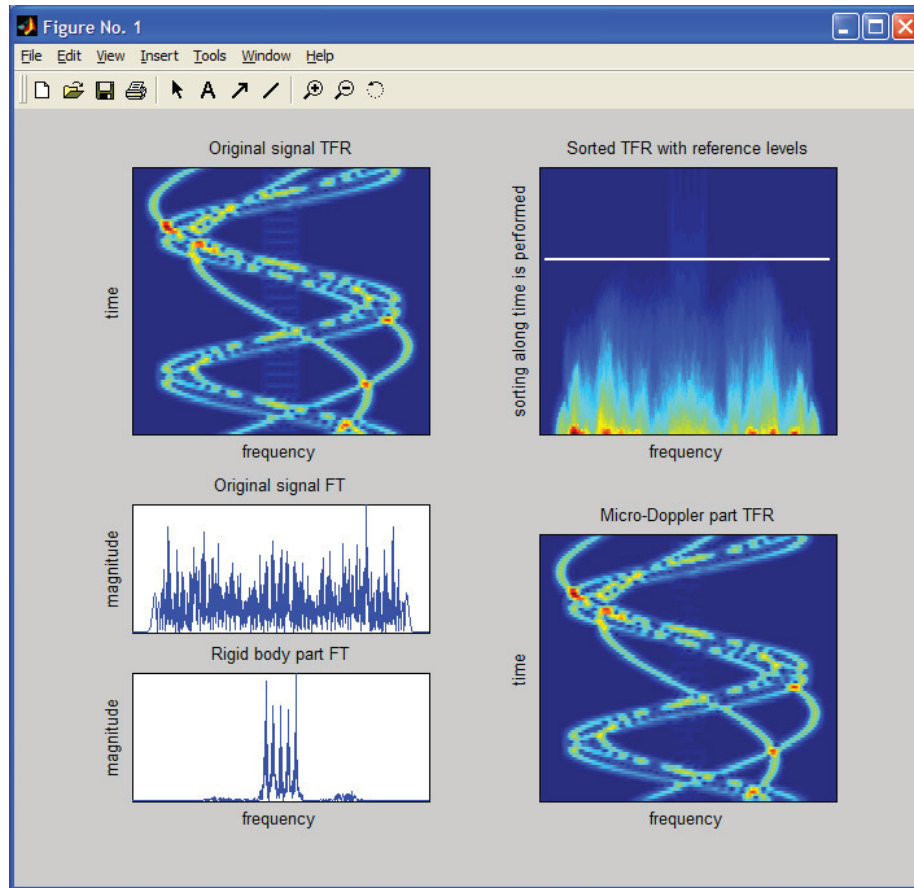 Figure No. 1
File Edit View Insert Tools Window Help
A
Original signal TFR
time
frequency
Sorted TFR with reference levels
sorting along time is performed
frequency
Original signal FT
magnitude
Rigid body part FT
magnitude
frequency
Micro-Doppler part TFR
time
frequency